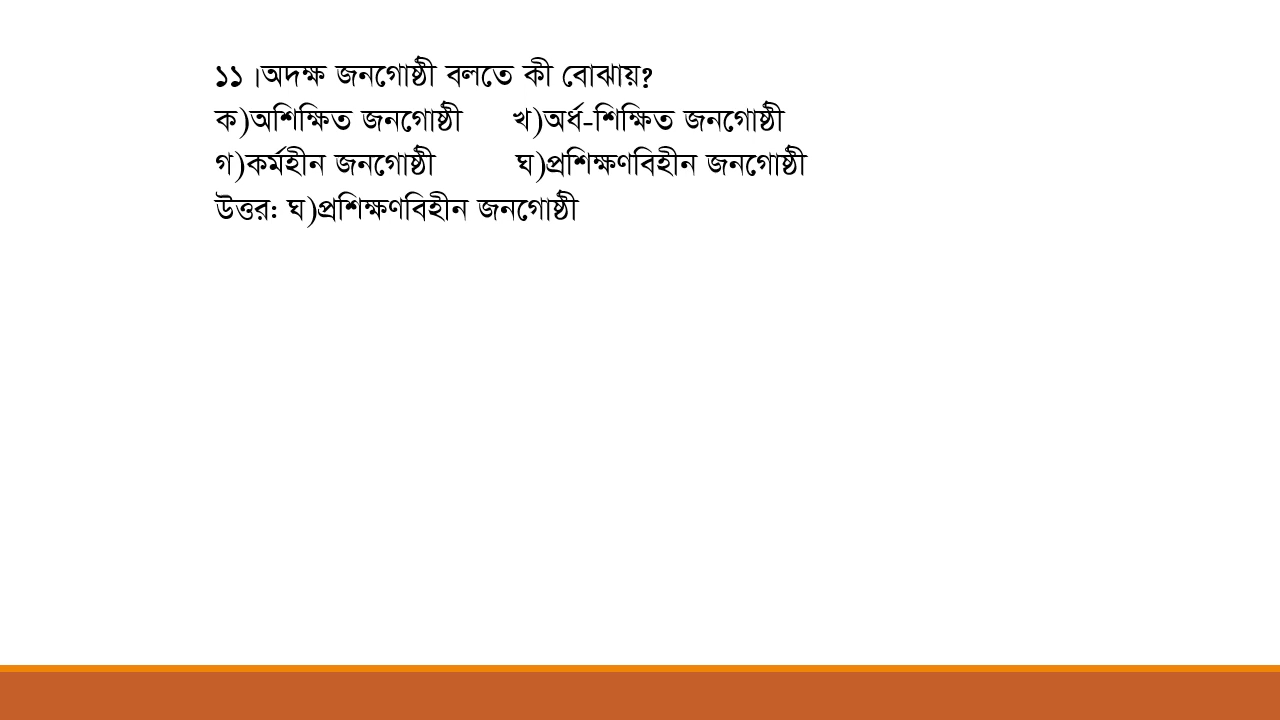 ১১।অদক্ষ জনগোষ্ঠী বলতে কী বোঝায়?
ক)অশিক্ষিত জনগোষ্ঠী খ)অর্ধ-শিক্ষিত জনগোষ্ঠী
গ)কর্মহীন জনগোষ্ঠী ঘ)প্রশিক্ষণবিহীন জনগোষ্ঠী
উত্তর: ঘ)প্রশিক্ষণবিহীন জনগোষ্ঠী